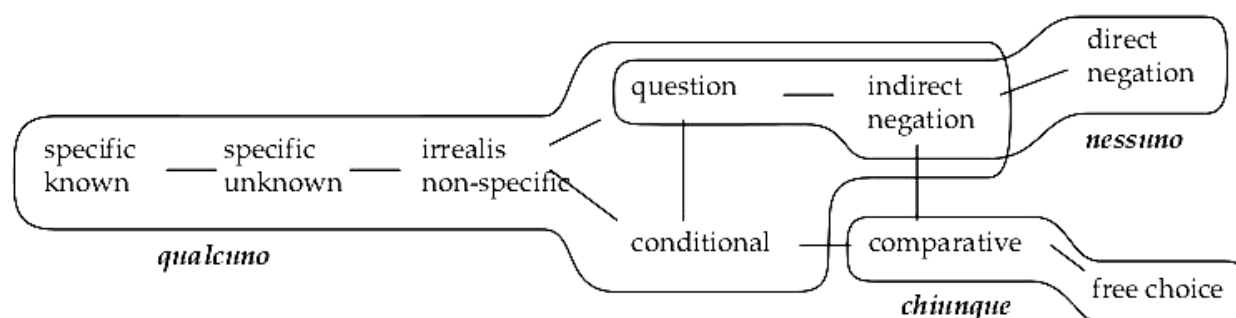 direct
negation
question
indirect
negation
nessuno
specific
known
specific
unknown
irrealis
non-specific
conditional
comparative
qualcuno
free choice
chiunque